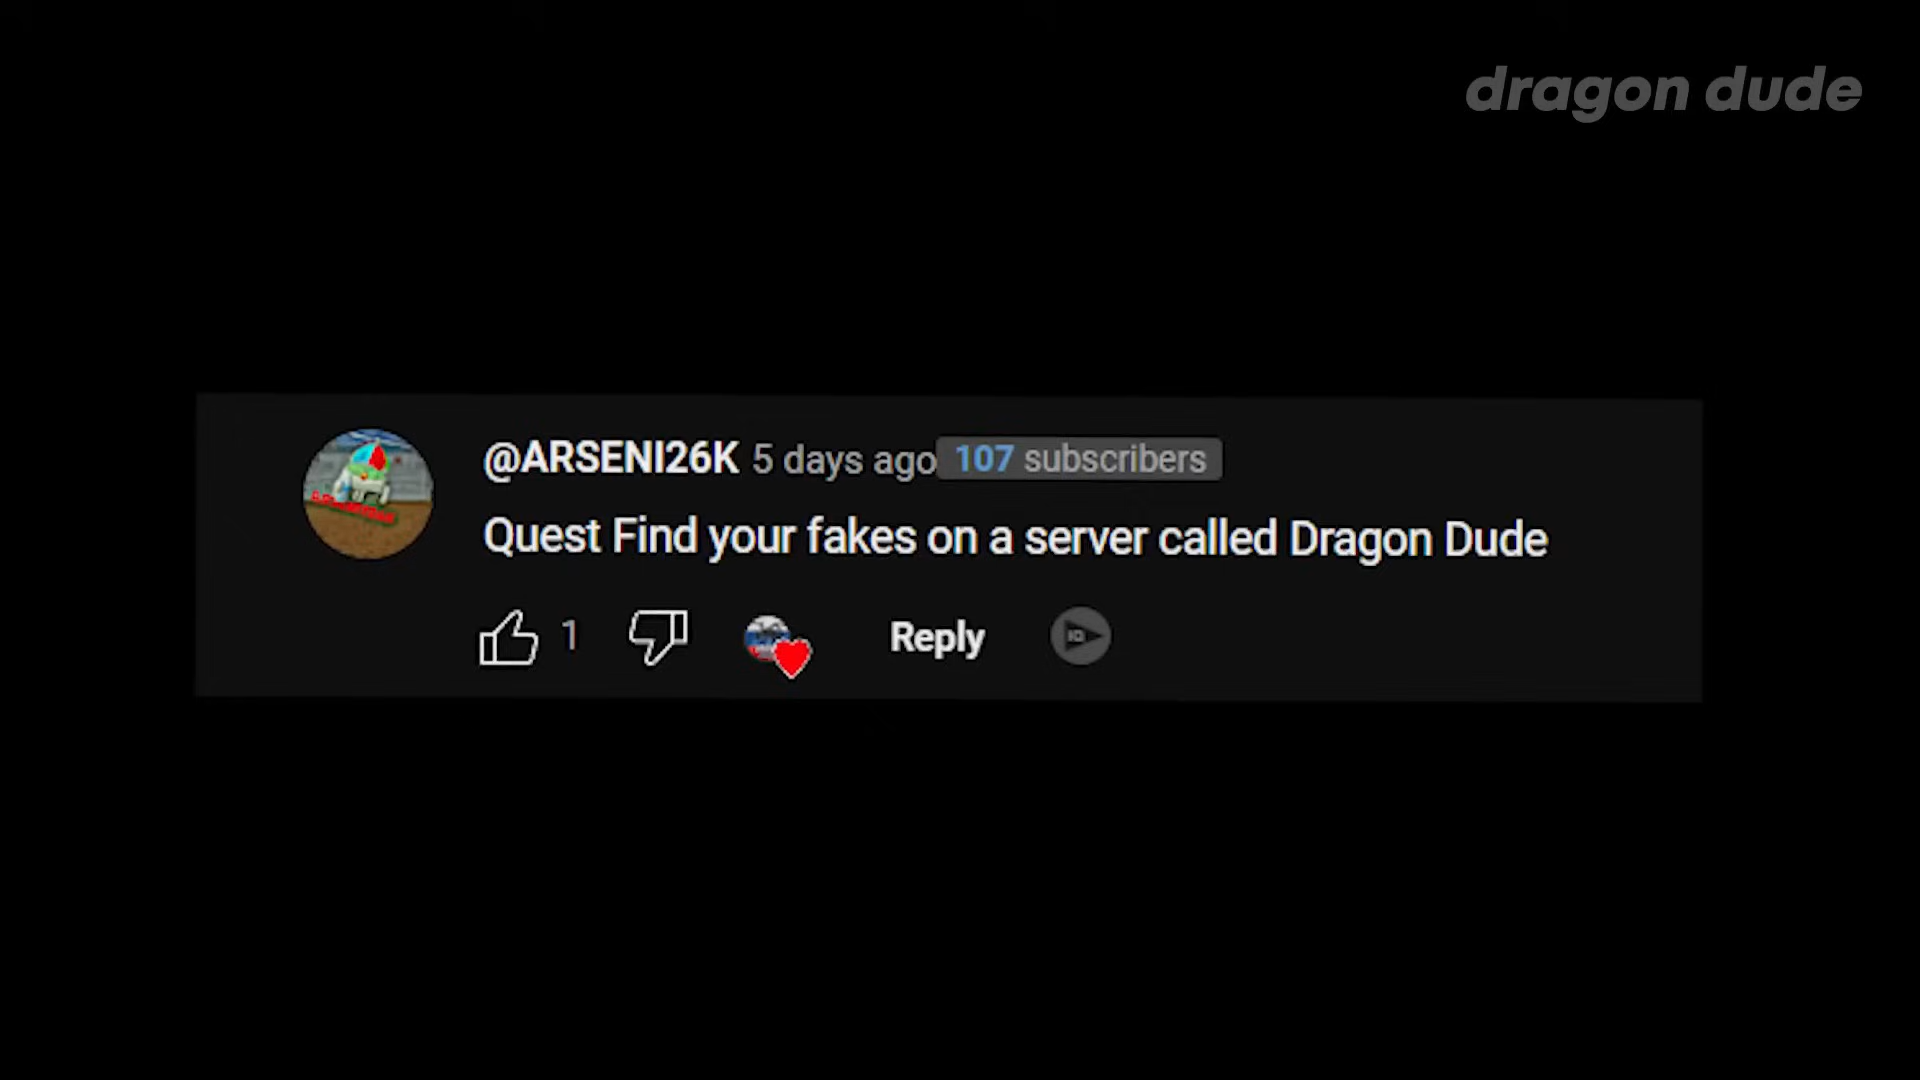 dragon dude
@ARSENI26K 5 days ago 107 subscribers
Quest Find your fakes on a server called Dragon Dude
1 Reply